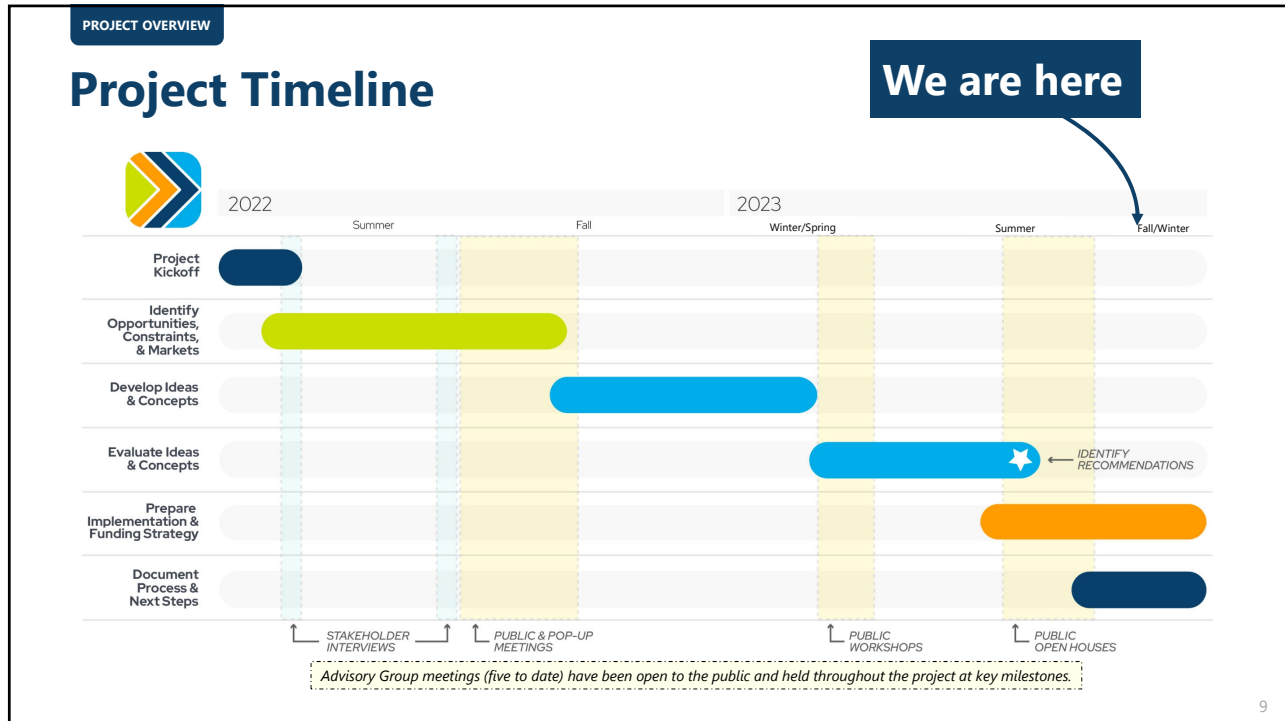 PROJECT OVERVIEW
Project Timeline
We are here
2022
2023
Summer
Fall
Winter/Spring
Summer
Fall/Winter
Project
Kickoff
Identify
Opportunities,
Constraints,
& Markets
Develop Ideas
& Concepts
Evaluate Ideas
& Concepts
IDENTIFY
RECOMMENDATIONS
Prepare
Implementation &
Funding Strategy
Document
Process &
Next Steps
STAKEHOLDER
INTERVIEWS
PUBLIC & POP-UP
MEETINGS
PUBLIC
WORKSHOPS
PUBLIC
OPEN HOUSES
Advisory Group meetings (five to date) have been open to the public and held throughout the project at key milestones.
9